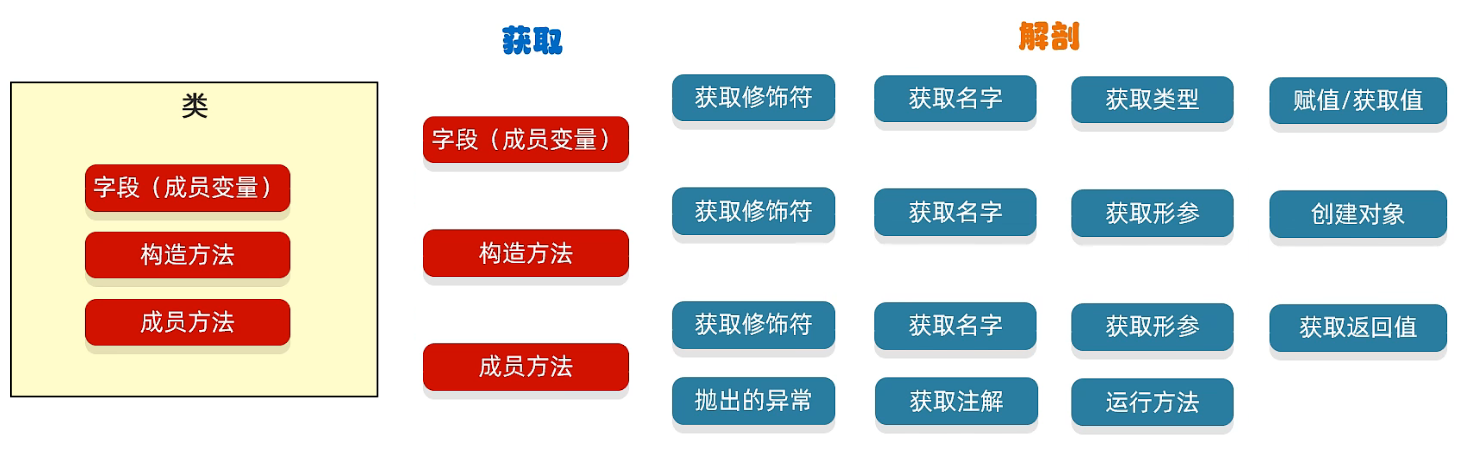 获取
解剖
类
字段（成员变量）
构造方法
成员方法
字段（成员变量）
获取修饰符
获取名字
获取类型
赋值/获取值
构造方法
获取修饰符
获取名字
获取形参
创建对象
成员方法
获取修饰符
获取名字
获取形参
获取返回值
抛出的异常
获取注解
运行方法